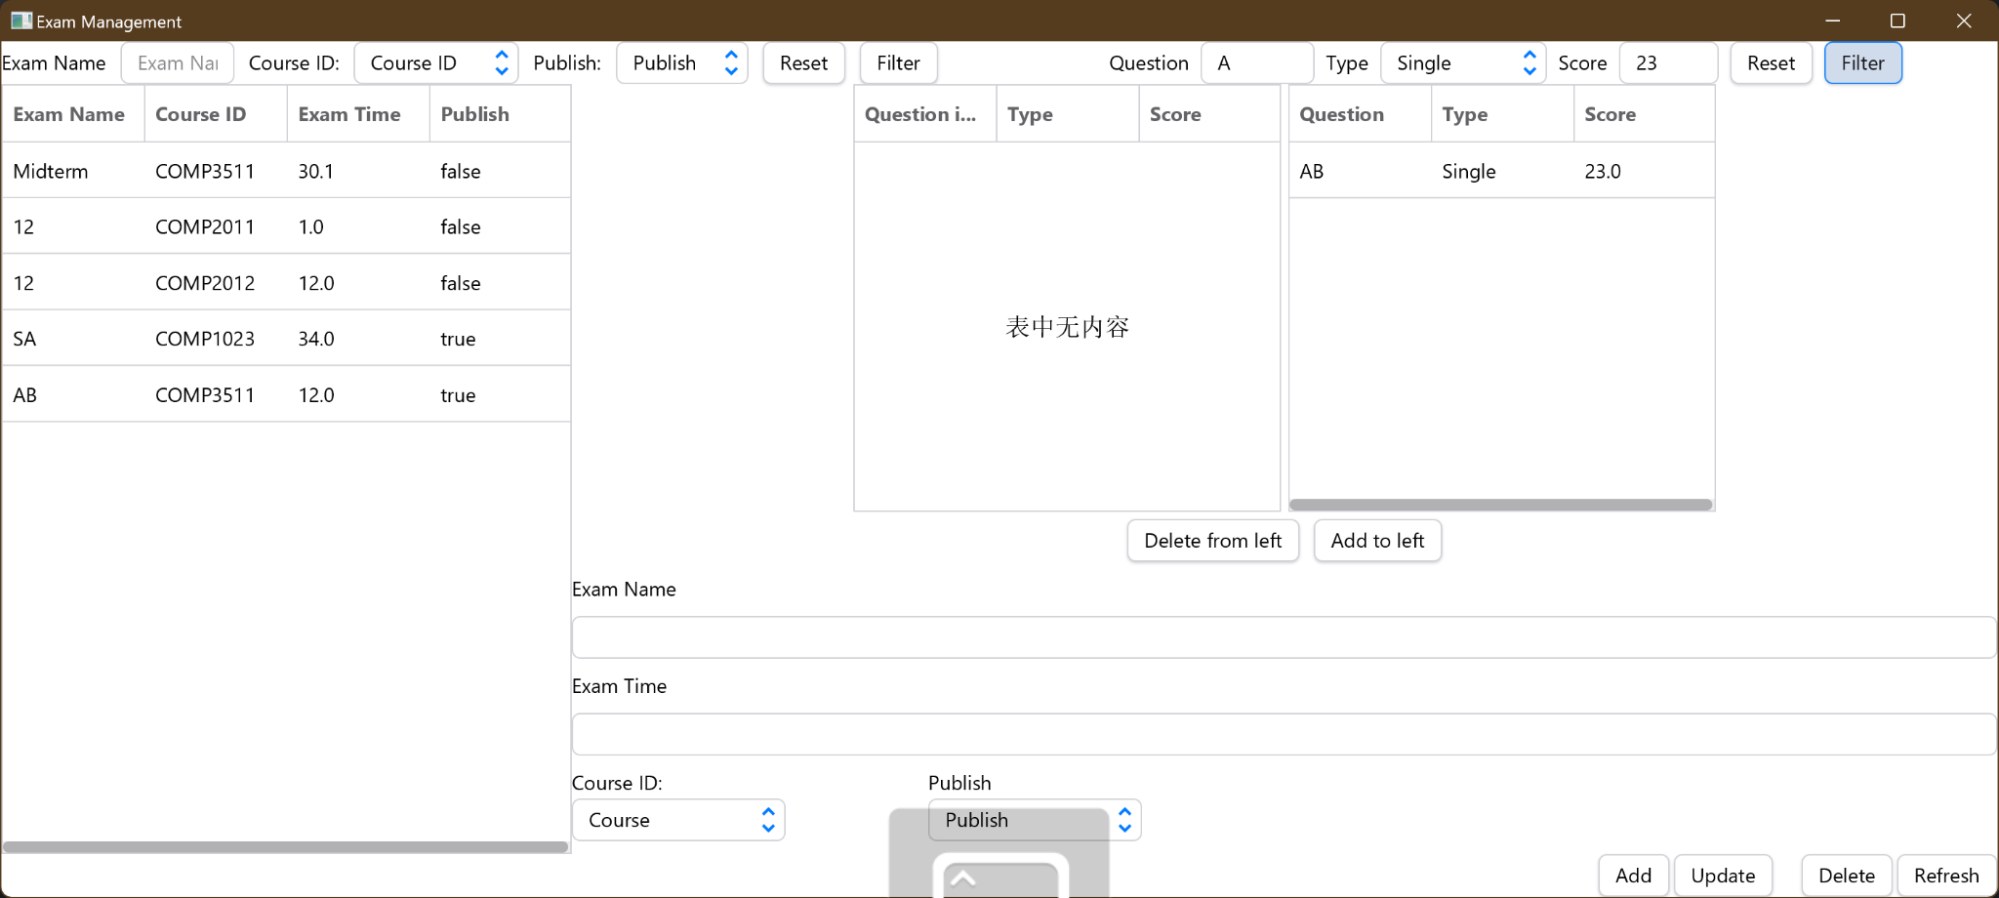 Exam Management
Exam Name Exam Nar Course ID: Course ID Publish: Publish Reset Filter Question A Type Single Score 23 Reset Filter
Exam Name Course ID Exam Time Publish
Midterm COMP3511 30.1 false
12 COMP2011 1.0 false
12 COMP2012 12.0 false
SA COMP1023 34.0 true
AB COMP3511 12.0 true
Question i... Type Score
表中无内容
Question Type Score
AB Single 23.0
Delete from left Add to left
Exam Name
Exam Time
Course ID: Publish
Course Publish
Add Update Delete Refresh